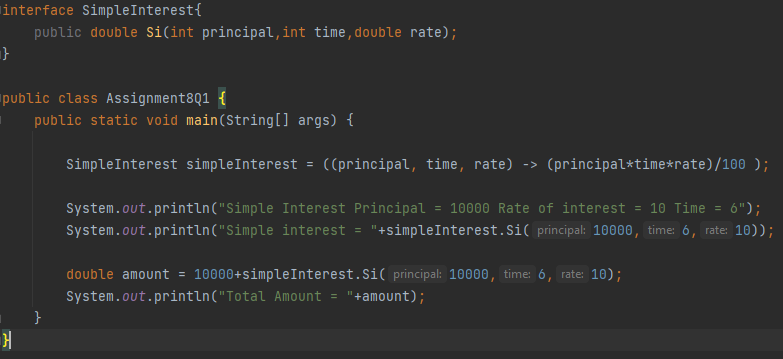 interface SimpleInterest{
public double Si(int principal,int time,double rate);
}
public class Assignment8Q1 {
public static void main(String[] args) {
SimpleInterest simpleInterest = ((principal, time, rate) -> (principal*time*rate)/100 );
System.out.println("Simple Interest Principal = 10000 Rate of interest = 10 Time = 6");
System.out.println("Simple interest = "+simpleInterest.Si( principal: 10000, time: 6, rate: 10));
double amount = 10000+simpleInterest.Si( principal: 10000, time: 6, rate: 10);
System.out.println("Total Amount = "+amount);
}
}